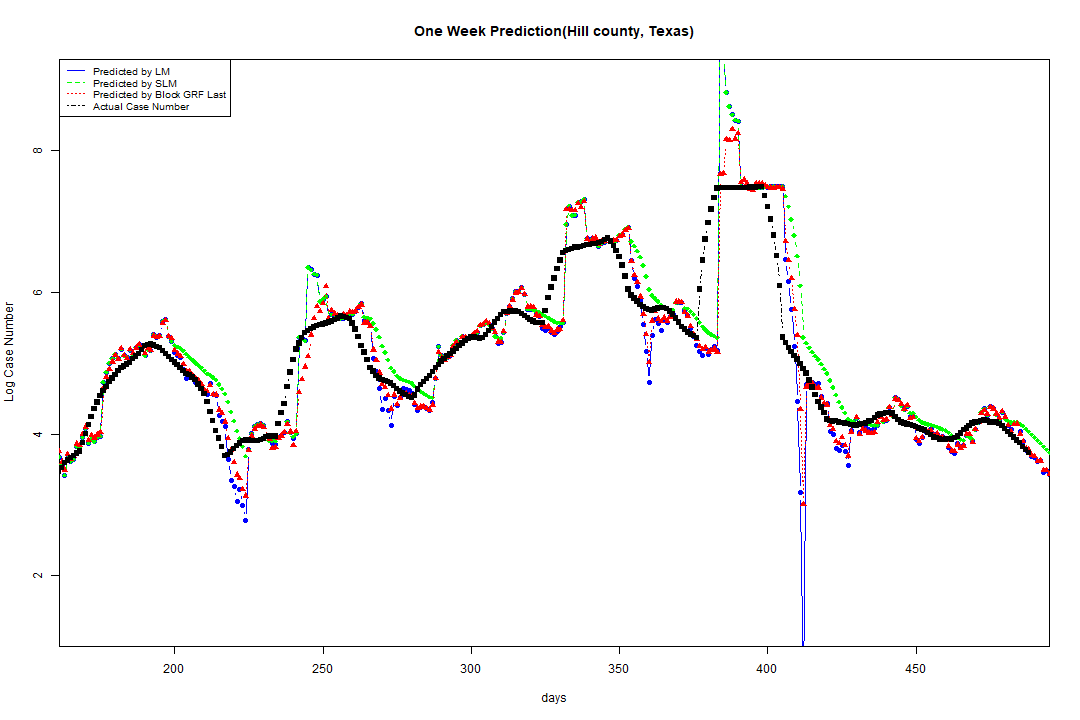 One Week Prediction(Hill county, Texas)
Predicted by LM
Predicted by SLM
Predicted by Block GRF Last
Actual Case Number
8
6
4
2
Log Case Number
200 250 300 350 400 450
days